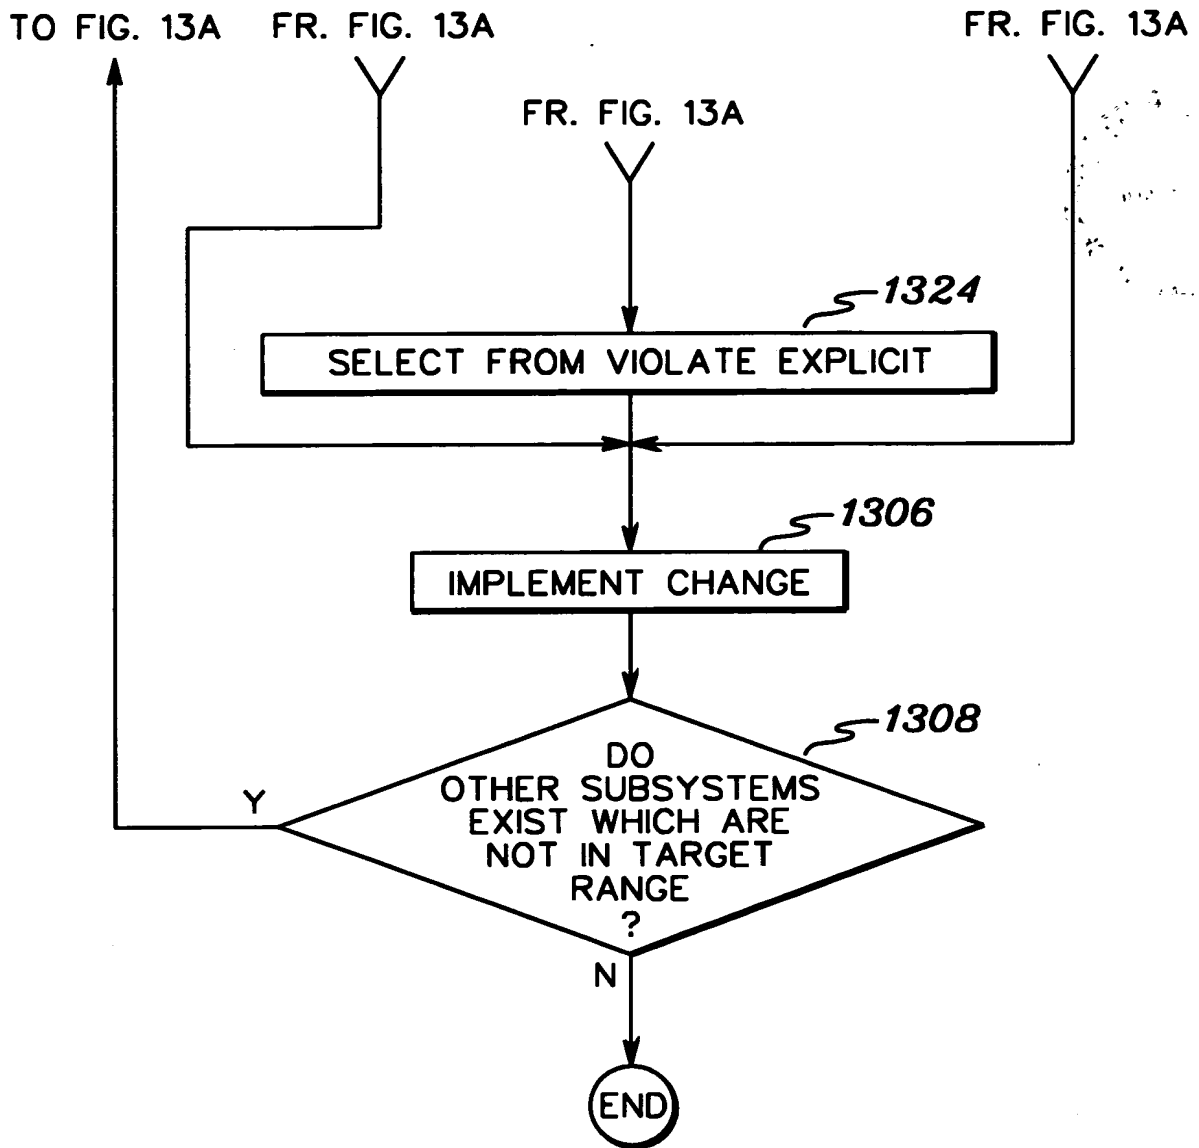 TO FIG. 13A
FR. FIG. 13A
FR. FIG. 13A
FR. FIG. 13A
1324
SELECT FROM VIOLATE EXPLICIT
1306
IMPLEMENT CHANGE
1308
DO
OTHER SUBSYSTEMS
EXIST WHICH ARE
NOT IN TARGET
RANGE
?
Y
N
END